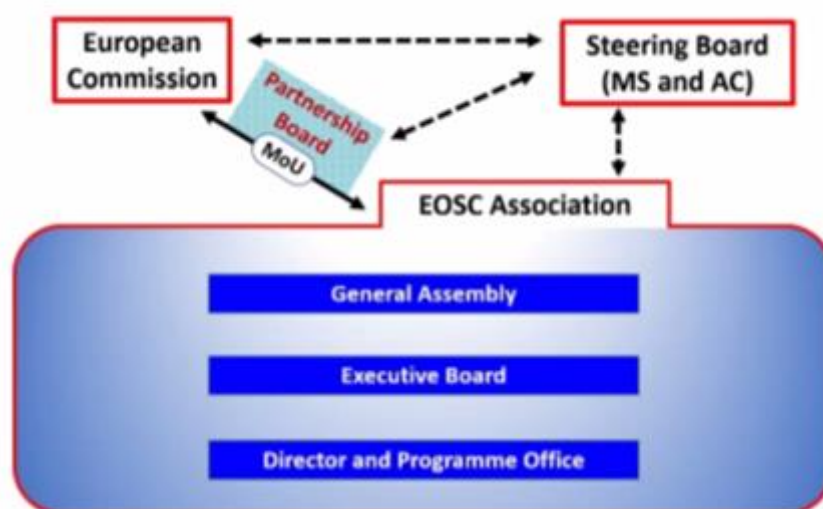 European
Commission
Steering Board
(MS and AC)
Partnership
Board
MoU
EOSC Association
General Assembly
Executive Board
Director and Programme Office